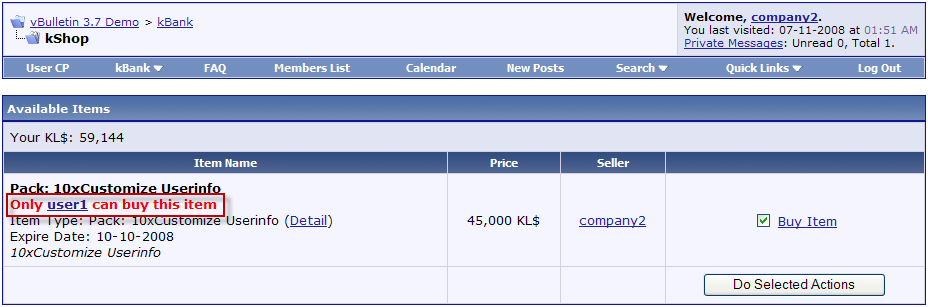 vBulletin 3.7 Demo > kBank
kShop
Welcome, company2.
You last visited: 07-11-2008 at 01:51 AM
Private Messages: Unread 0, Total 1.
User CP kBank FAQ Members List Calendar New Posts Search Quick Links Log Out
Available Items
Your KL$: 59,144
Item Name Price Seller
Pack: 10xCustomize Userinfo
Only user1 can buy this item
Item Type: Pack: 10xCustomize Userinfo (Detail)
Expire Date: 10-10-2008
10xCustomize Userinfo
45,000 KL$
company2
Buy Item
Do Selected Actions